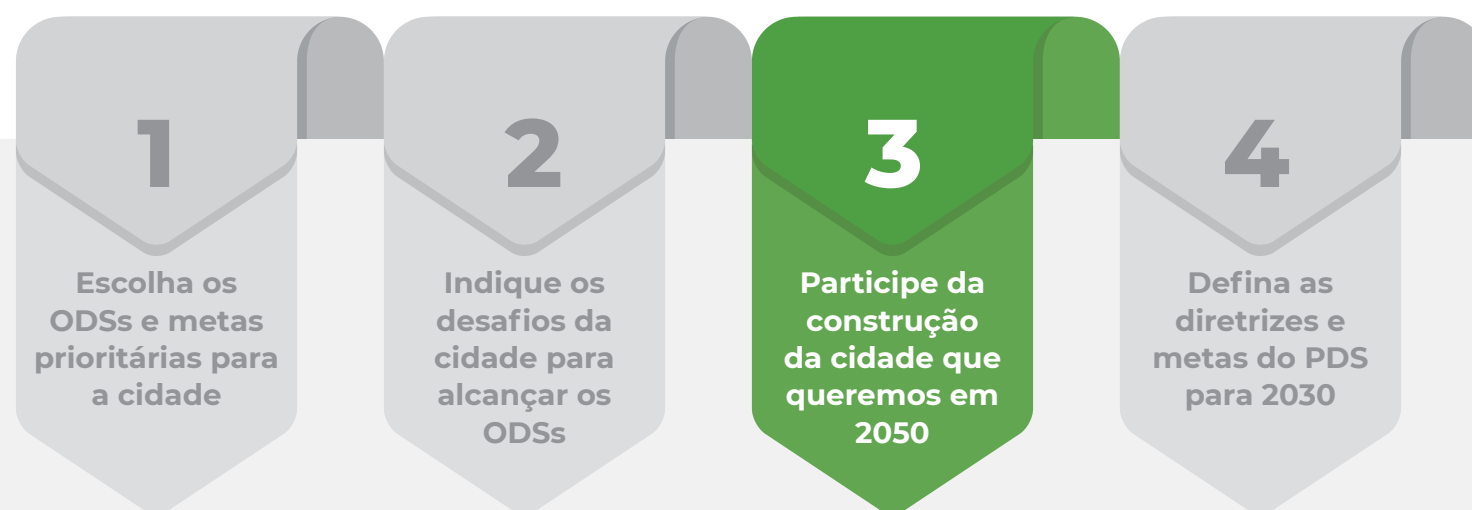 1
Escolha os
ODSs e metas
prioritárias para
a cidade
2
Indique os
desafios da
cidade para
alcançar os
ODSs
3
Participe da
construção
da cidade que
queremos em
2050
4
Defina as
diretrizes e
metas do PDS
para 2030